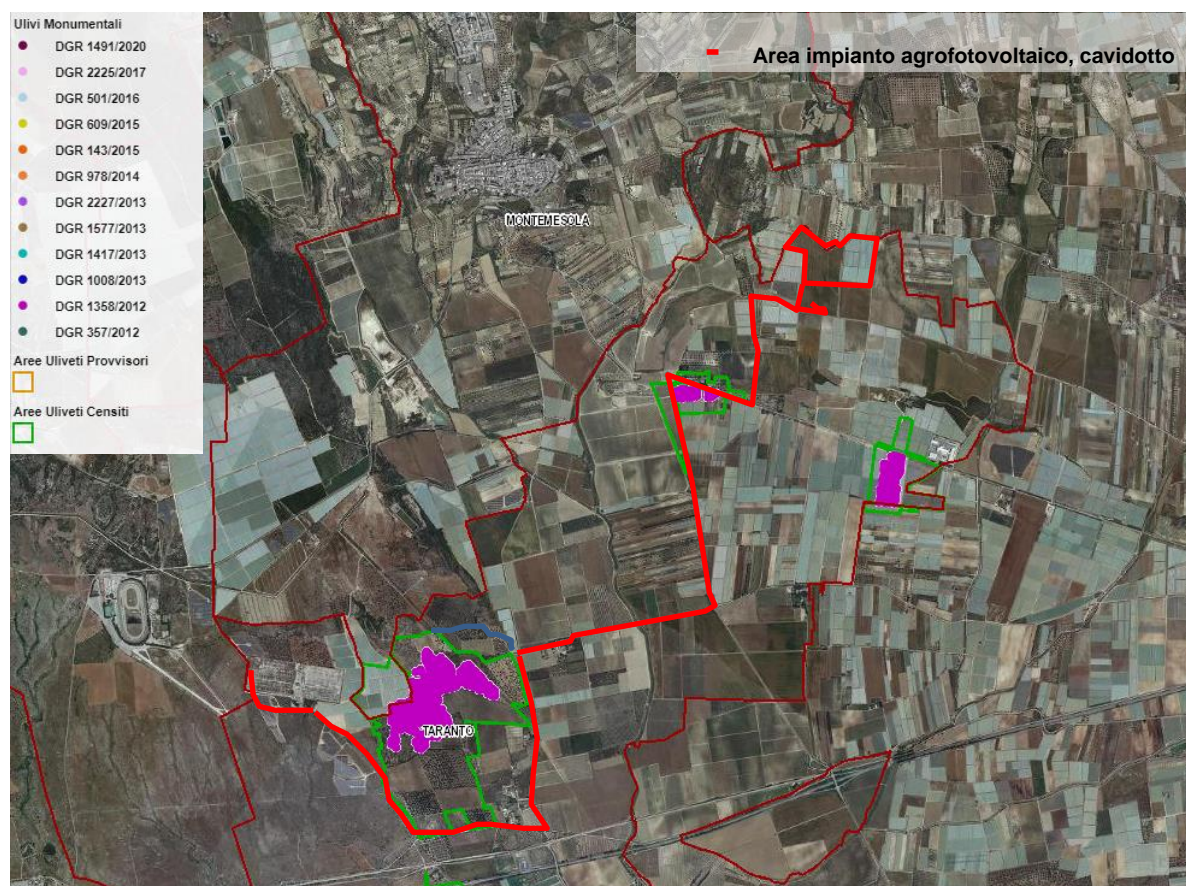 Ulivi Monumentali
DGR 1491/2020
DGR 2225/2017
DGR 501/2016
DGR 609/2015
DGR 143/2015
DGR 978/2014
DGR 2227/2013
DGR 1577/2013
DGR 1417/2013
DGR 1008/2013
DGR 1358/2012
DGR 357/2012
Aree Uliveti Provvisori
Aree Uliveti Censiti
Area impianto agrofotovoltaico, cavidotto
MONTEMESOLA
TARANTO